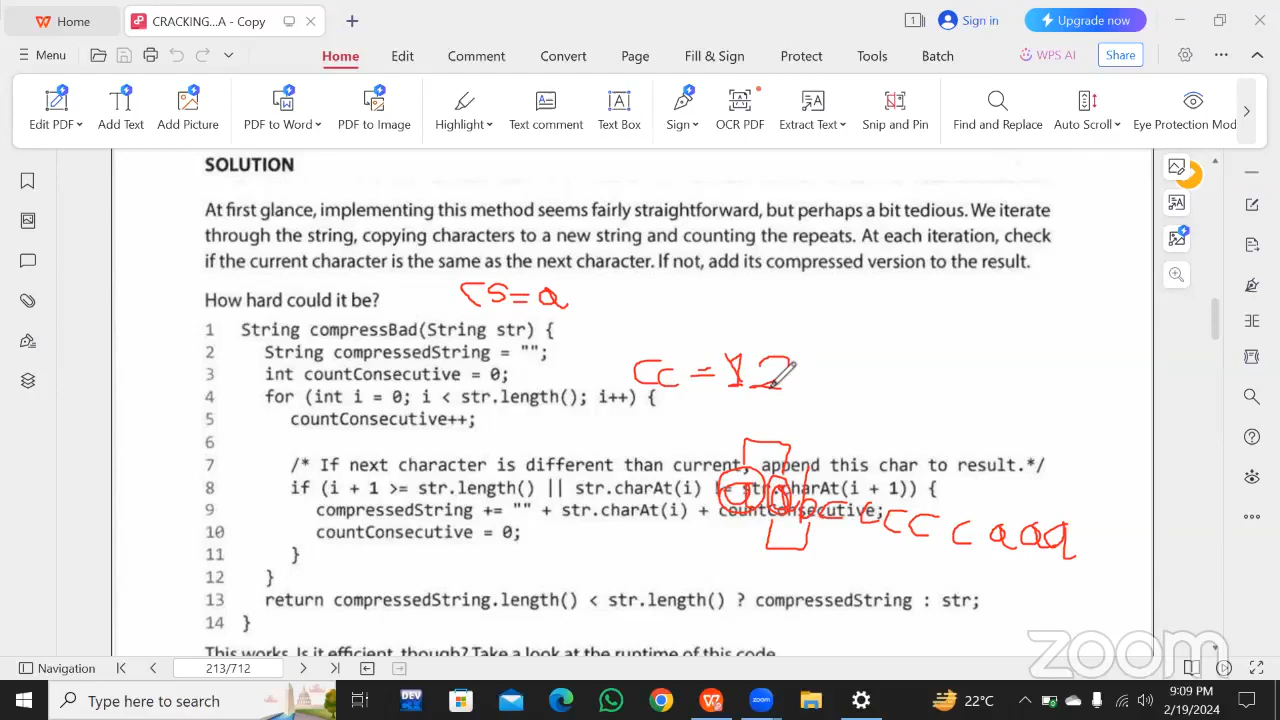 Home
CRACKING...A - Copy
Sign in
Upgrade now
Menu
Home Edit Comment Convert Page Fill & Sign Protect Tools Batch
WPS AI
Share
Edit PDF Add Text Add Picture PDF to Word PDF to Image Highlight Text comment Text Box Sign OCR PDF Extract Text Snip and Pin Find and Replace Auto Scroll Eye Protection Mod
SOLUTION
At first glance, implementing this method seems fairly straightforward, but perhaps a bit tedious. We iterate
through the string, copying characters to a new string and counting the repeats. At each iteration, check
if the current character is the same as the next character. If not, add its compressed version to the result.
How hard could it be?
CS = a
1 String compressBad(String str) {
2 String compressedString = "";
3 int countConsecutive = 0;
CC = 1 2
4 for (int i = 0; i < str.length(); i++) {
5 countConsecutive++;
6
7 /* If next character is different than current, append this char to result.*/
8 if (i + 1 >= str.length() || str.charAt(i) != str.charAt(i + 1)) {
9 compressedString += "" + str.charAt(i) + countConsecutive;
a a b c c c c c a a a
10 countConsecutive = 0;
11 }
12 }
13 return compressedString.length() < str.length() ? compressedString : str;
14 }
This works. Is it efficient, though? Take a look at the runtime of this code.
zoom
Navigation
213/712
Type here to search
DEV
22°C
9:09 PM
2/19/2024